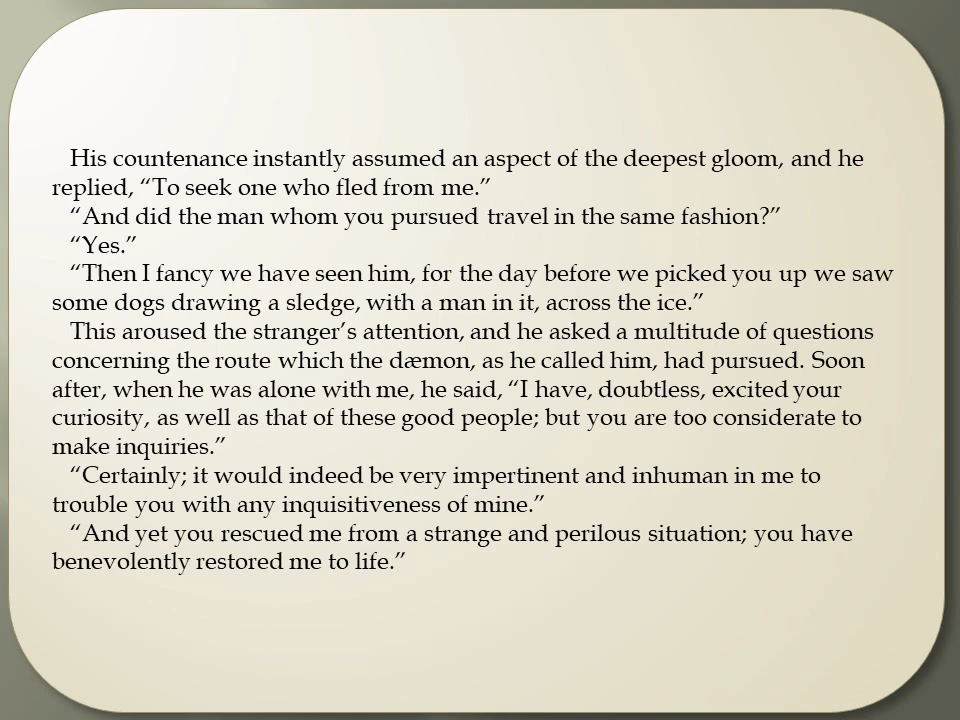 His countenance instantly assumed an aspect of the deepest gloom, and he
replied, “To seek one who fled from me.”
“And did the man whom you pursued travel in the same fashion?”
“Yes.”
“Then I fancy we have seen him, for the day before we picked you up we saw
some dogs drawing a sledge, with a man in it, across the ice.”
This aroused the stranger’s attention, and he asked a multitude of questions
concerning the route which the dæmon, as he called him, had pursued. Soon
after, when he was alone with me, he said, “I have, doubtless, excited your
curiosity, as well as that of these good people; but you are too considerate to
make inquiries.”
“Certainly; it would indeed be very impertinent and inhuman in me to
trouble you with any inquisitiveness of mine.”
“And yet you rescued me from a strange and perilous situation; you have
benevolently restored me to life.”